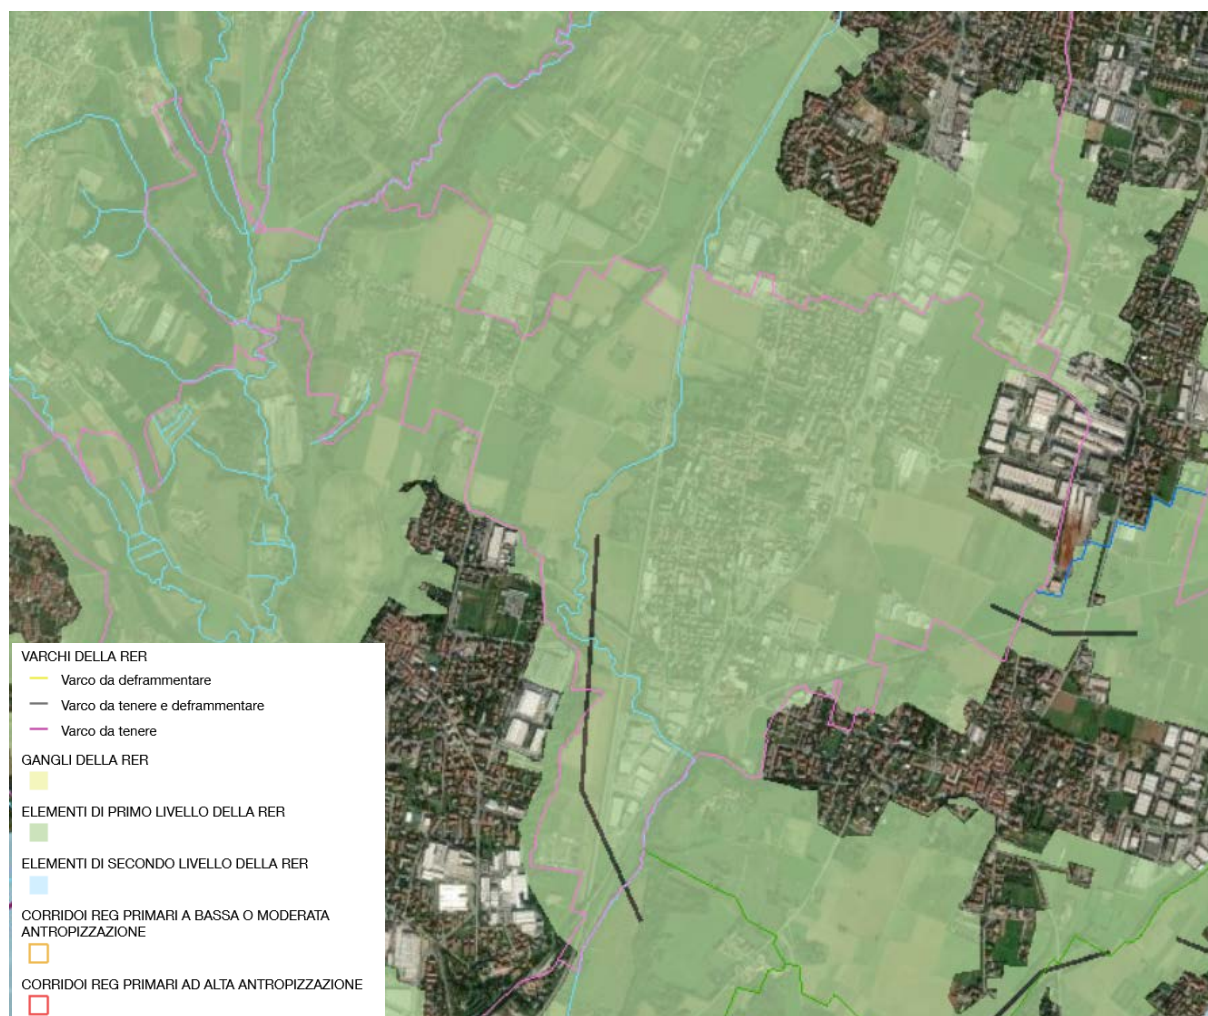 VARCHI DELLA RER
Varco da deframmentare
Varco da tenere e deframmentare
Varco da tenere
GANGLI DELLA RER
ELEMENTI DI PRIMO LIVELLO DELLA RER
ELEMENTI DI SECONDO LIVELLO DELLA RER
CORRIDOI REG PRIMARI A BASSA O MODERATA
ANTROPIZZAZIONE
CORRIDOI REG PRIMARI AD ALTA ANTROPIZZAZIONE